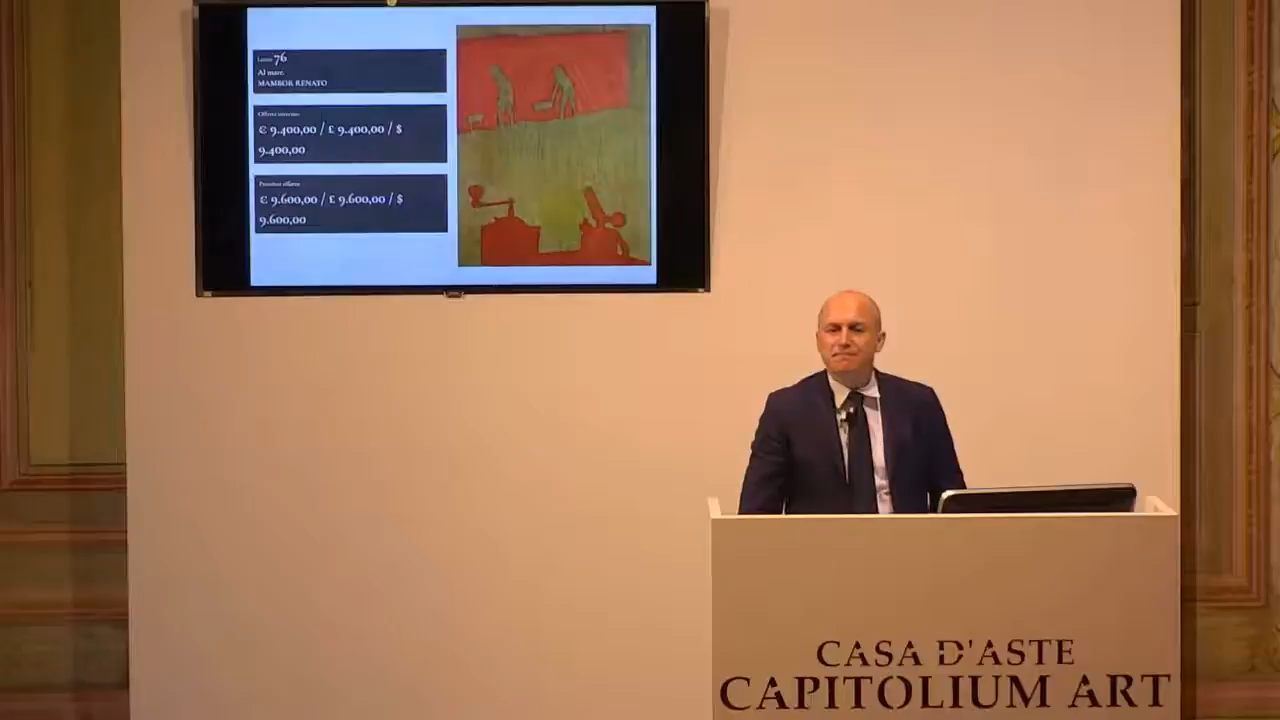 Lotto 76
Al mare.
MAMBOR RENATO
Offerta corrente:
€ 9.400,00 / £ 9.400,00 / $
9.400,00
Prossima offerta:
€ 9.600,00 / £ 9.600,00 / $
9.600,00
CASA D'ASTE
CAPITOLIUM ART